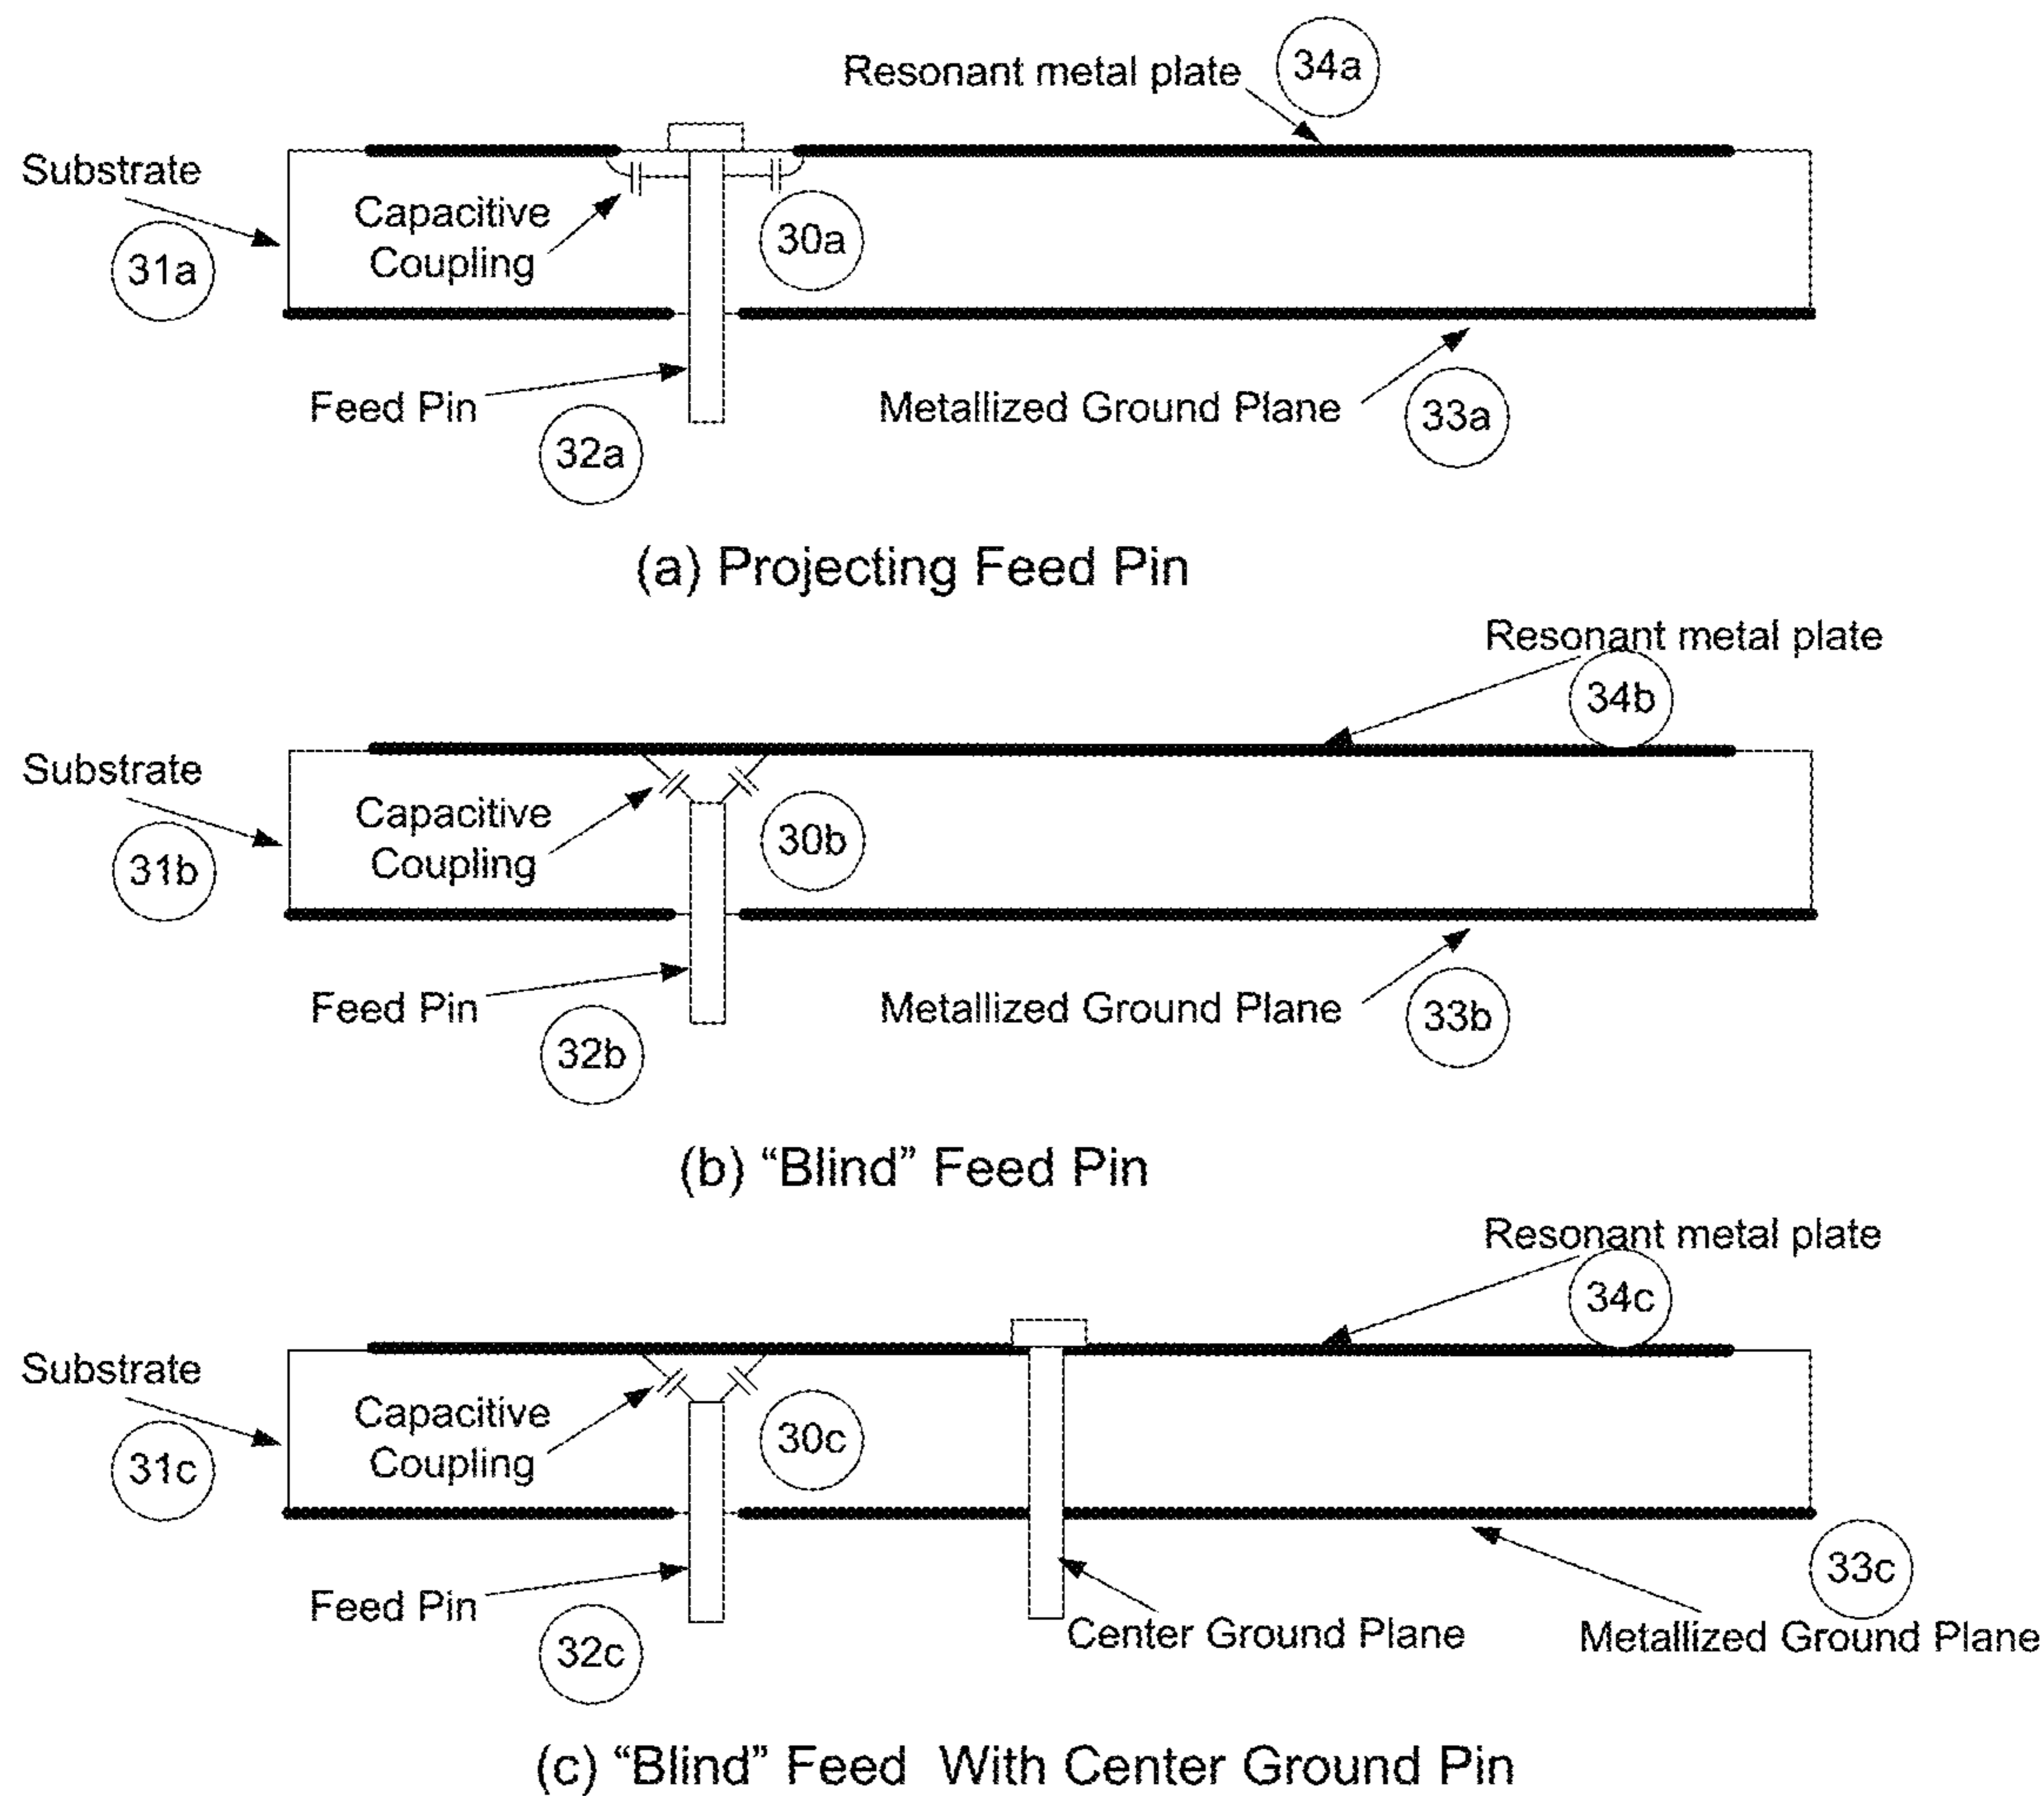 Resonant metal plate
34a
Substrate
31a
Capacitive
Coupling
30a
Feed Pin
32a
Metallized Ground Plane
33a
(a) Projecting Feed Pin
Resonant metal plate
34b
Substrate
31b
Capacitive
Coupling
30b
Feed Pin
32b
Metallized Ground Plane
33b
(b) “Blind” Feed Pin
Resonant metal plate
34c
Substrate
31c
Capacitive
Coupling
30c
Feed Pin
32c
Center Ground Plane
33c
Metallized Ground Plane
(c) “Blind” Feed With Center Ground Pin